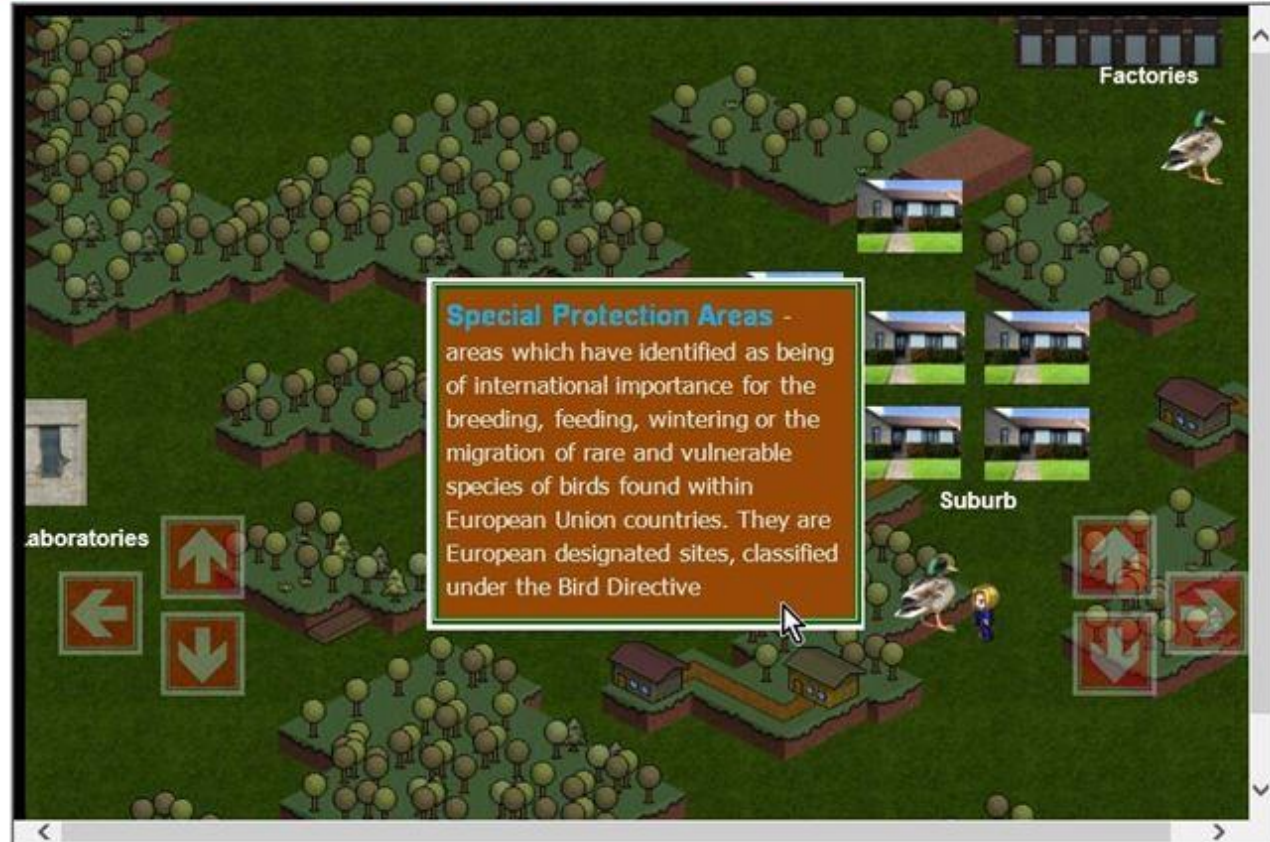 Factories
Special Protection Areas -
areas which have identified as being
of international importance for the
breeding, feeding, wintering or the
migration of rare and vulnerable
species of birds found within
European Union countries. They are
European designated sites, classified
under the Bird Directive
Suburb
aboratories